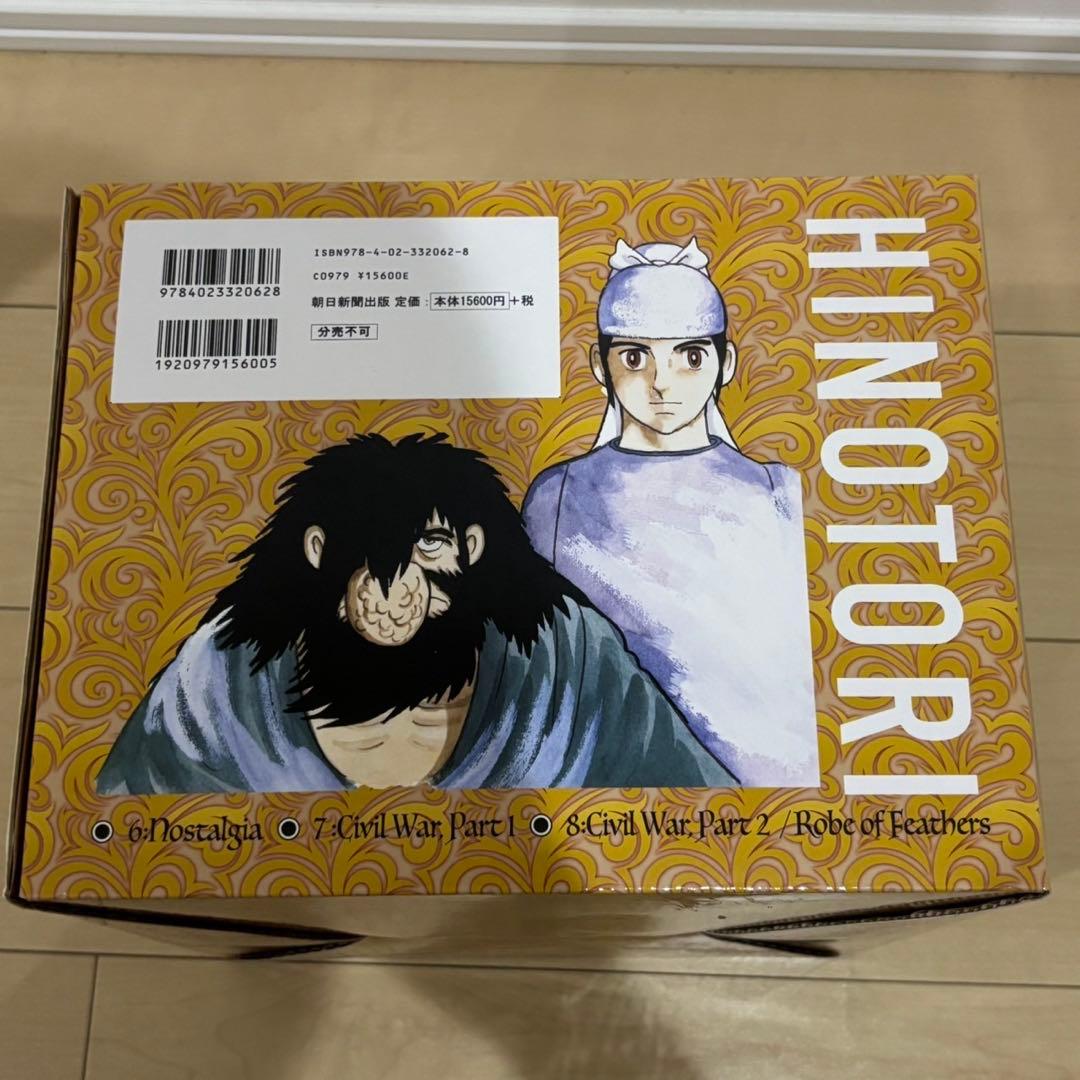 ISBN978-4-02-332062-8
C0979 ¥15600E
9784023320628
朝日新聞出版 定価：本体15600円+税
分売不可
1920979156005
HINOTORI
6:Nostalgia 7:Civil War, Part 1 8:Civil War, Part 2 /Robe of Feathers